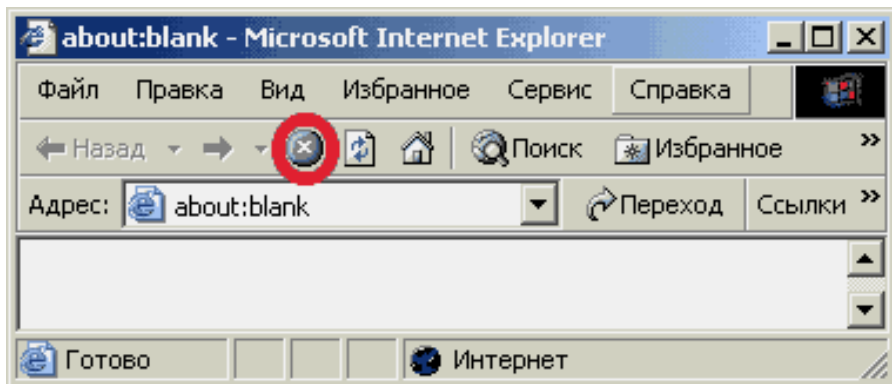 about:blank - Microsoft Internet Explorer
Файл Правка Вид Избранное Сервис Справка
Назад Поиск Избранное »
Адрес: about:blank Переход Ссылки »
Готово Интернет